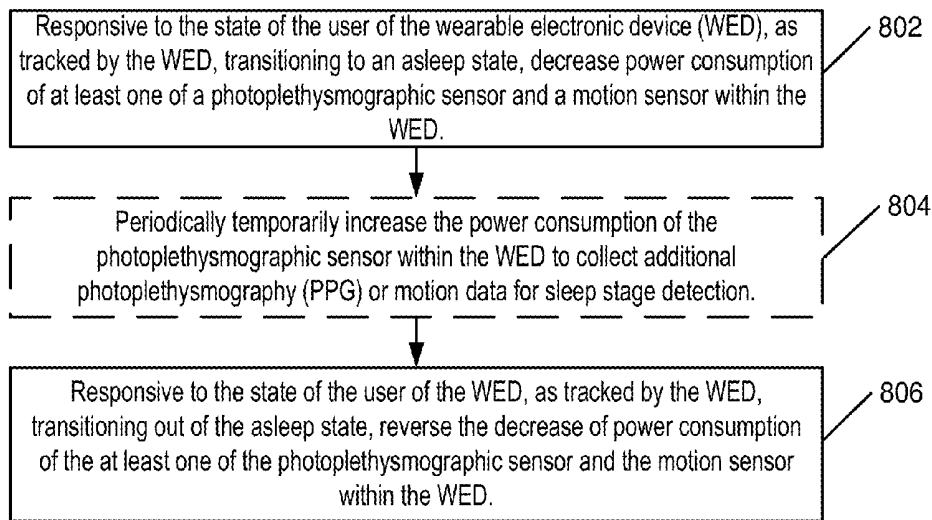 Responsive to the state of the user of the wearable electronic device (WED), as
tracked by the WED, transitioning to an asleep state, decrease power consumption
of at least one of a photoplethysmographic sensor and a motion sensor within the
WED.
802
Periodically temporarily increase the power consumption of the
photoplethysmographic sensor within the WED to collect additional
photoplethysmography (PPG) or motion data for sleep stage detection.
804
Responsive to the state of the user of the WED, as tracked by the WED,
transitioning out of the asleep state, reverse the decrease of power consumption
of the at least one of the photoplethysmographic sensor and the motion sensor
within the WED.
806